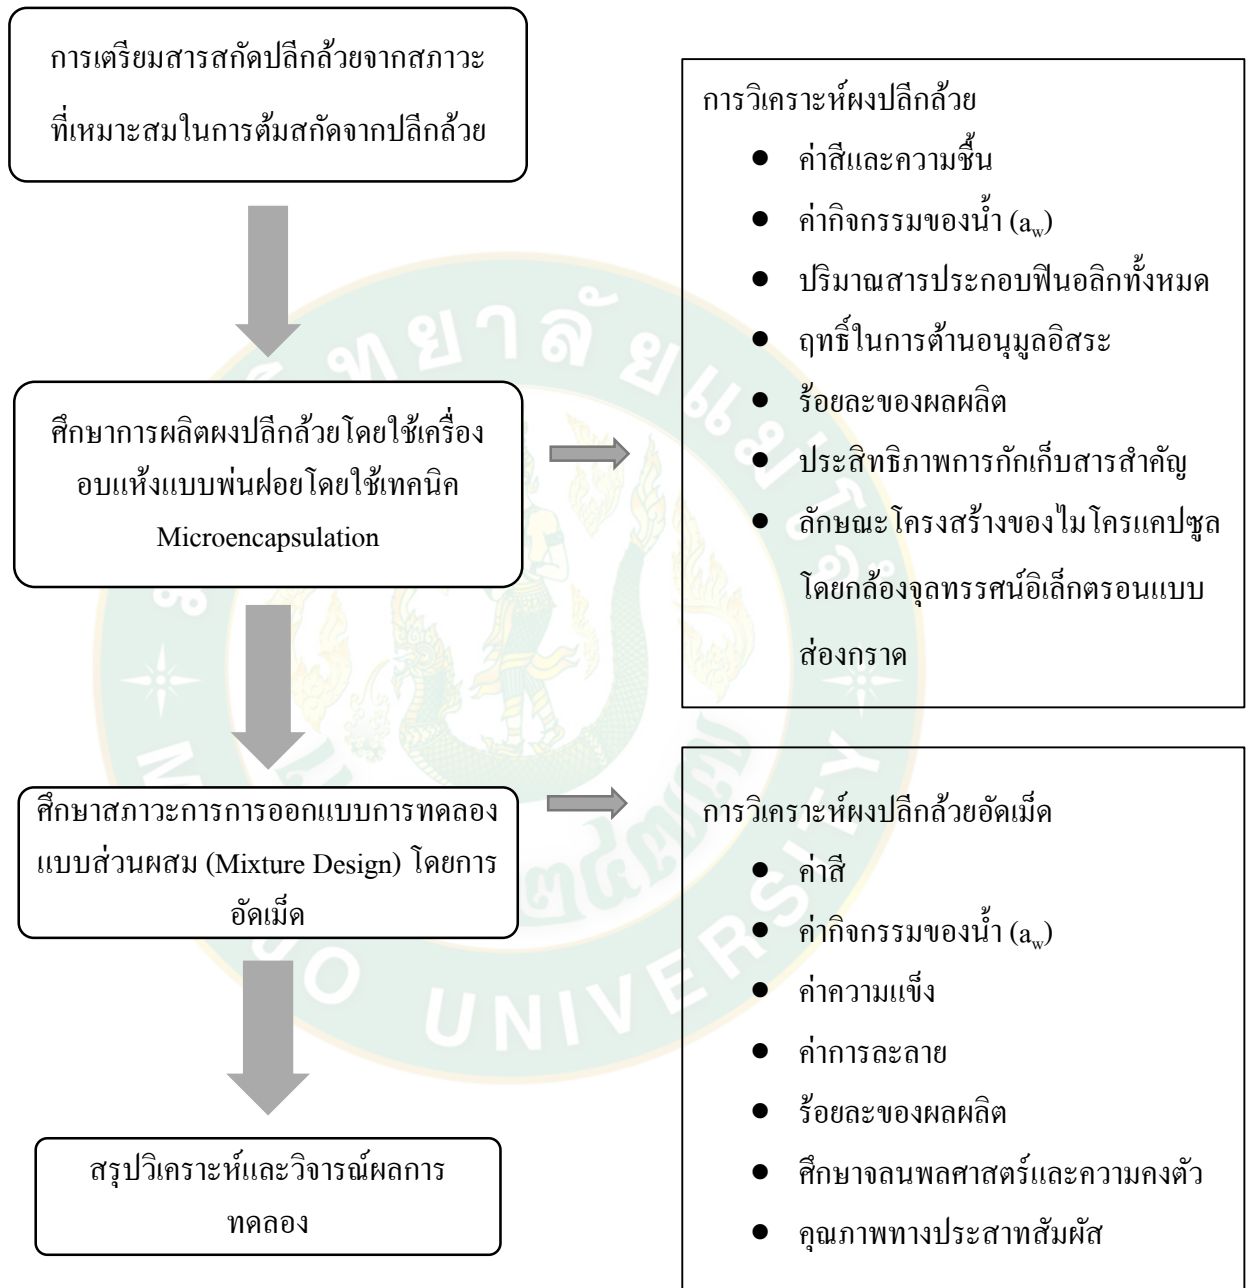 การเตรียมสารสกัดปลีกล้วยจากสภาวะ
ที่เหมาะสมในการต้มสกัดจากปลีกล้วย
ศึกษาการผลิตผงปลีกล้วยโดยใช้เครื่อง
อบแห้งแบบพ่นฝอยโดยใช้เทคนิค
Microencapsulation
การวิเคราะห์ผงปลีกล้วย
● ค่าสีและความชื้น
● ค่ากิจกรรมของน้ำ (a_w)
● ปริมาณสารประกอบฟินอลิกทั้งหมด
● ฤทธิ์ในการต้านอนุมูลอิสระ
● ร้อยละของผลผลิต
● ประสิทธิภาพการกักเก็บสารสำคัญ
● ลักษณะโครงสร้างของไมโครแคปซูล
โดยกล้องจุลทรรศน์อิเล็กตรอนแบบ
ส่องกราด
ศึกษาสภาวะการการออกแบบการทดลอง
แบบส่วนผสม (Mixture Design) โดยการ
อัดเม็ด
การวิเคราะห์ผงปลีกล้วยอัดเม็ด
● ค่าสี
● ค่ากิจกรรมของน้ำ (a_w)
● ค่าความแข็ง
● ค่าการละลาย
● ร้อยละของผลผลิต
● ศึกษาจลนพลศาสตร์และความคงตัว
● คุณภาพทางประสาทสัมผัส
สรุปวิเคราะห์และวิจารณ์ผลการ
ทดลอง